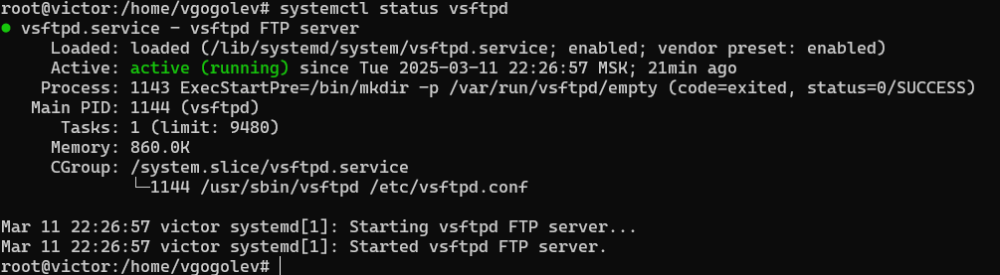 root@victor:/home/vgogolev# systemctl status vsftpd
● vsftpd.service - vsftpd FTP server
     Loaded: loaded (/lib/systemd/system/vsftpd.service; enabled; vendor preset: enabled)
     Active: active (running) since Tue 2025-03-11 22:26:57 MSK; 21min ago
    Process: 1143 ExecStartPre=/bin/mkdir -p /var/run/vsftpd/empty (code=exited, status=0/SUCCESS)
   Main PID: 1144 (vsftpd)
      Tasks: 1 (limit: 9480)
     Memory: 860.0K
     CGroup: /system.slice/vsftpd.service
             └─1144 /usr/sbin/vsftpd /etc/vsftpd.conf

Mar 11 22:26:57 victor systemd[1]: Starting vsftpd FTP server...
Mar 11 22:26:57 victor systemd[1]: Started vsftpd FTP server.
root@victor:/home/vgogolev#